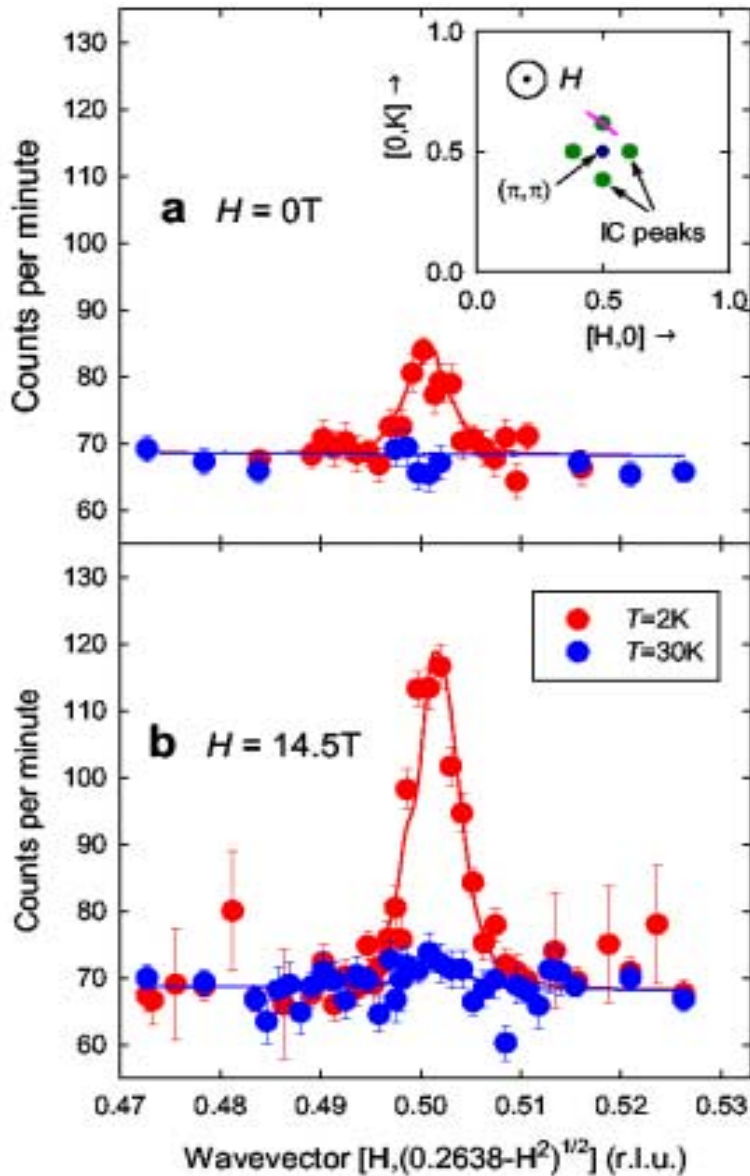 130
120
110
100
90
80
70
60
Counts per minute
a H = 0T
1.0
0.5
0.0
[0,K] →
H
(π,π)
IC peaks
0.0 0.5 1.0
[H,0] →
130
120
110
100
90
80
70
60
Counts per minute
b H = 14.5T
T=2K
T=30K
0.47 0.48 0.49 0.50 0.51 0.52 0.53
Wavevector [H,(0.2638-H²)¹ᐟ²] (r.l.u.)